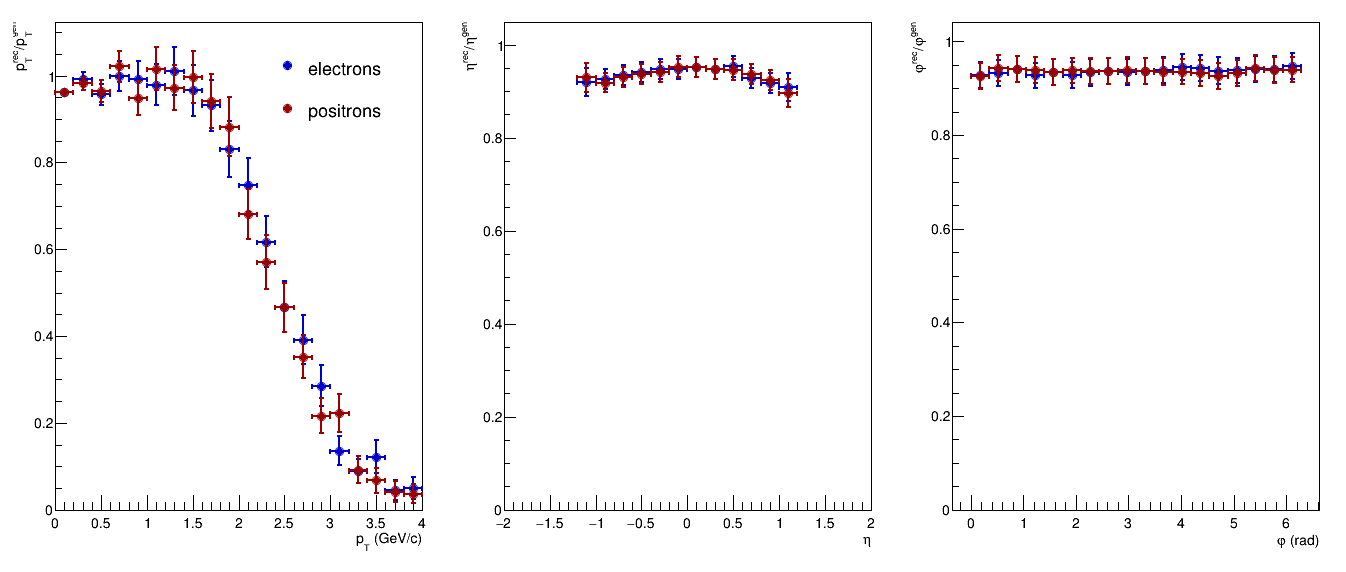 p_T^rec/p_T^gen
electrons
positrons
1
0.8
0.6
0.4
0.2
0
0 0.5 1 1.5 2 2.5 3 3.5 4
p_T (GeV/c)
η^rec/η^gen
1
0.8
0.6
0.4
0.2
0
−2 −1.5 −1 −0.5 0 0.5 1 1.5 2
η
φ^rec/φ^gen
1
0.8
0.6
0.4
0.2
0
0 1 2 3 4 5 6
φ (rad)